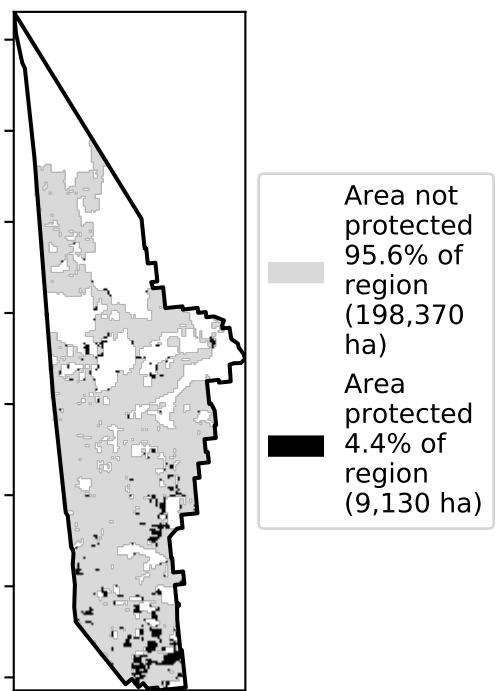 Area not
protected
95.6% of
region
(198,370
ha)
Area
protected
4.4% of
region
(9,130 ha)